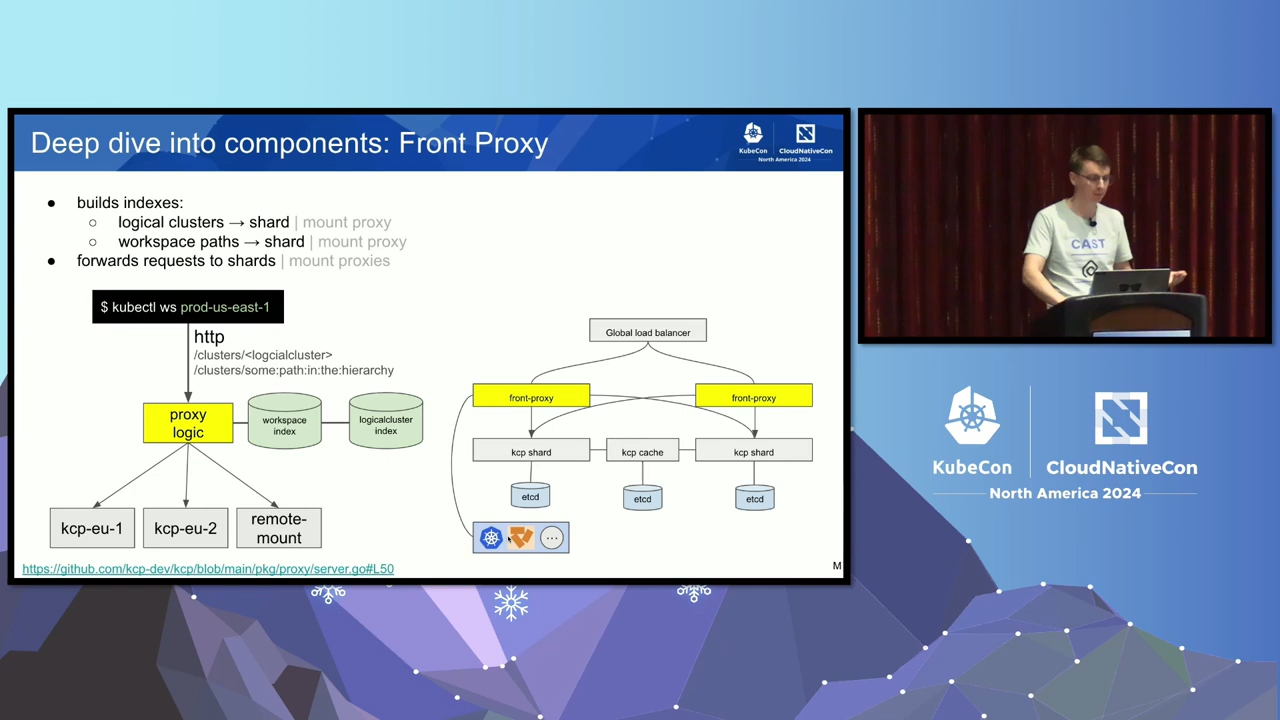 Deep dive into components: Front Proxy
KubeCon
CloudNativeCon
North America 2024
● builds indexes:
○ logical clusters → shard | mount proxy
○ workspace paths → shard | mount proxy
● forwards requests to shards | mount proxies
$ kubectl ws prod-us-east-1
http
/clusters/<logcialcluster>
/clusters/some:path:in:the:hierarchy
proxy
logic
workspace
index
logicalcluster
index
kcp-eu-1
kcp-eu-2
remote-
mount
https://github.com/kcp-dev/kcp/blob/main/pkg/proxy/server.go#L50
Global load balancer
front-proxy
front-proxy
kcp shard
kcp cache
kcp shard
etcd
etcd
etcd
M
CAST
KubeCon
CloudNativeCon
North America 2024